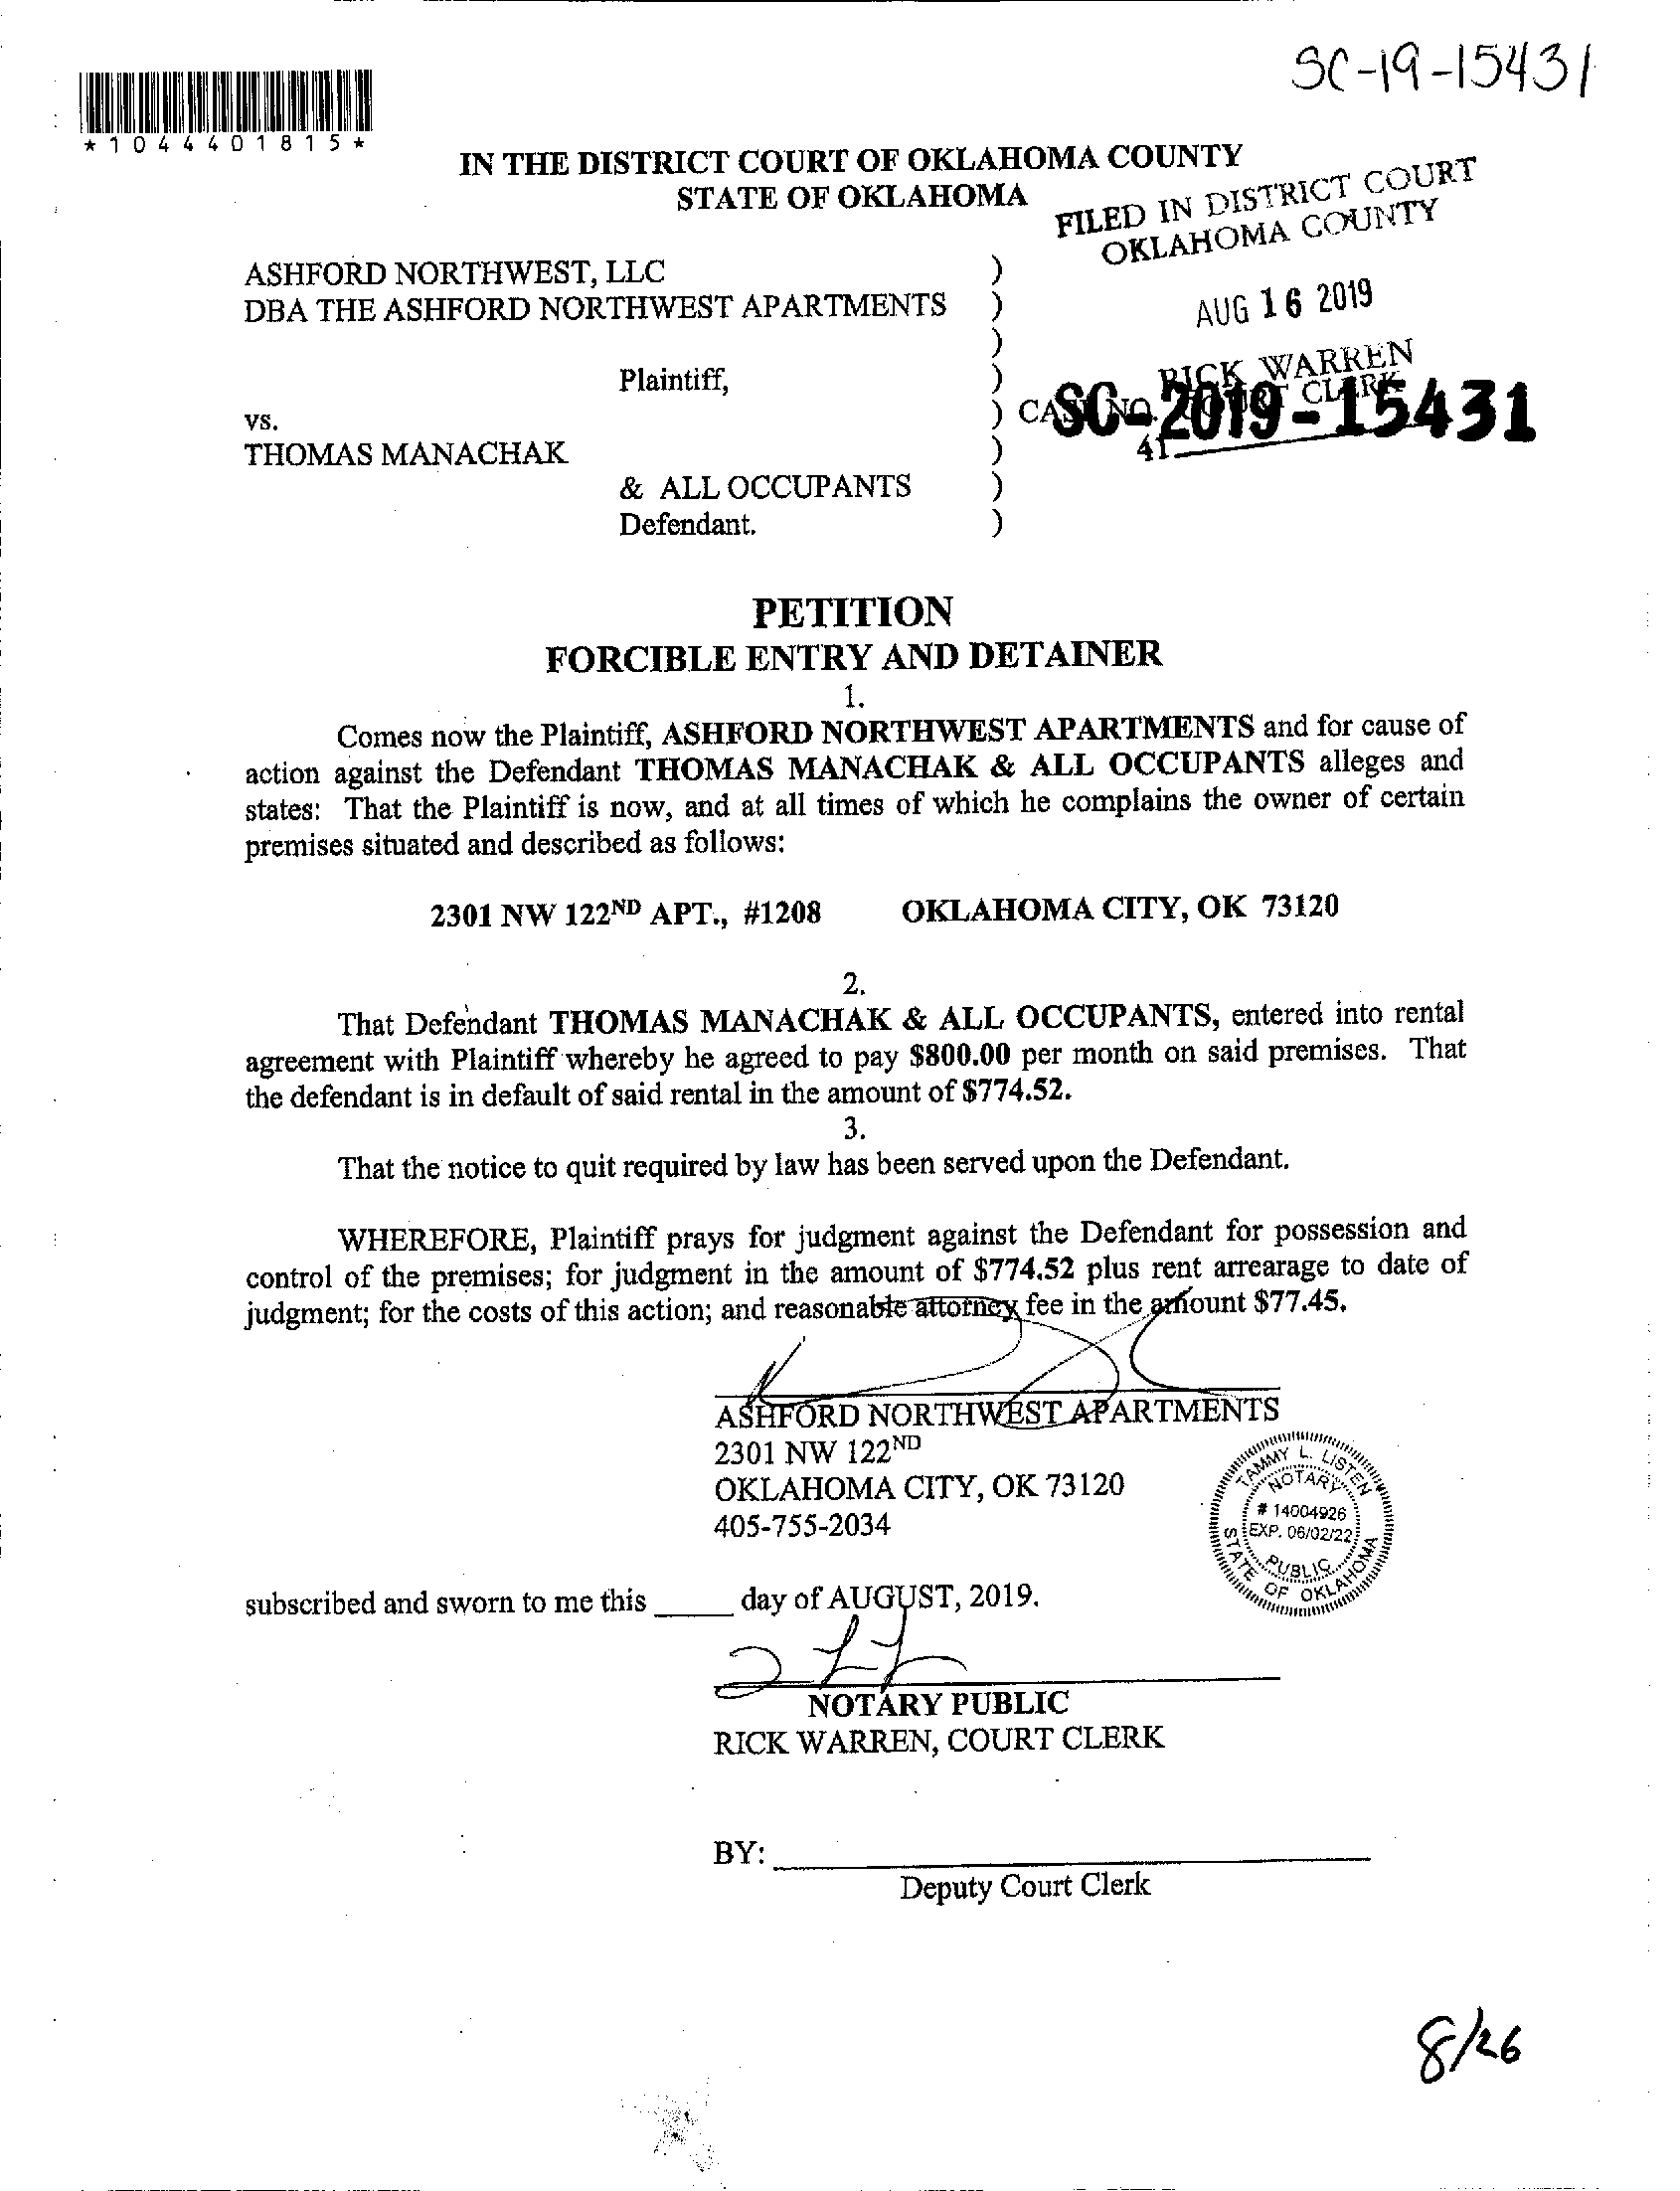 SC-19-15431
*1044401815*
IN THE DISTRICT COURT OF OKLAHOMA COUNTY
STATE OF OKLAHOMA
FILED IN DISTRICT COURT
OKLAHOMA COUNTY
ASHFORD NORTHWEST, LLC )
DBA THE ASHFORD NORTHWEST APARTMENTS )
AUG 16 2019
)
RICK WARREN
COURT CLERK
Plaintiff, )
vs. ) CASE NO. SC-2019-15431
41
THOMAS MANACHAK )
& ALL OCCUPANTS )
Defendant. )
PETITION
FORCIBLE ENTRY AND DETAINER
1.
Comes now the Plaintiff, ASHFORD NORTHWEST APARTMENTS and for cause of
action against the Defendant THOMAS MANACHAK & ALL OCCUPANTS alleges and
states: That the Plaintiff is now, and at all times of which he complains the owner of certain
premises situated and described as follows:
2301 NW 122ND APT., #1208 OKLAHOMA CITY, OK 73120
2.
That Defendant THOMAS MANACHAK & ALL OCCUPANTS, entered into rental
agreement with Plaintiff whereby he agreed to pay $800.00 per month on said premises. That
the defendant is in default of said rental in the amount of $774.52.
3.
That the notice to quit required by law has been served upon the Defendant.
WHEREFORE, Plaintiff prays for judgment against the Defendant for possession and
control of the premises; for judgment in the amount of $774.52 plus rent arrearage to date of
judgment; for the costs of this action; and reasonable attorney fee in the amount $77.45.
ASHFORD NORTHWEST APARTMENTS
2301 NW 122ND
OKLAHOMA CITY, OK 73120
405-755-2034
TAMMY L. LISTEN
NOTARY
# 14004926
EXP. 06/02/22
PUBLIC
STATE OF OKLAHOMA
subscribed and sworn to me this _____ day of AUGUST, 2019.
NOTARY PUBLIC
RICK WARREN, COURT CLERK
BY: ____________________
Deputy Court Clerk
8/26